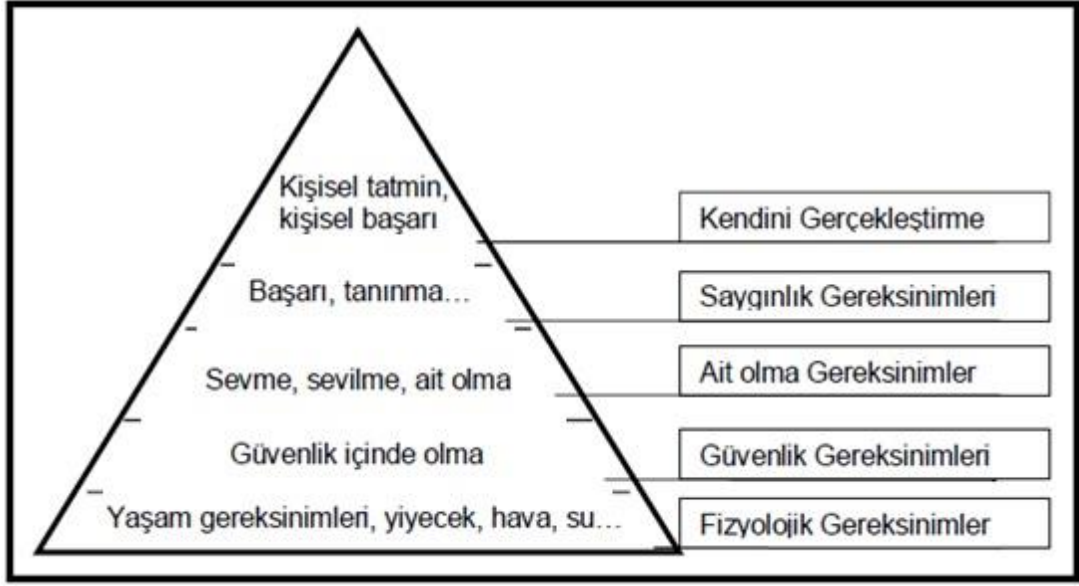 Kişisel tatmin,
kişisel başarı
Kendini Gerçekleştirme
Başarı, tanınma…
Saygınlık Gereksinimleri
Sevme, sevilme, ait olma
Ait olma Gereksinimler
Güvenlik içinde olma
Güvenlik Gereksinimleri
Yaşam gereksinimleri, yiyecek, hava, su…
Fizyolojik Gereksinimler